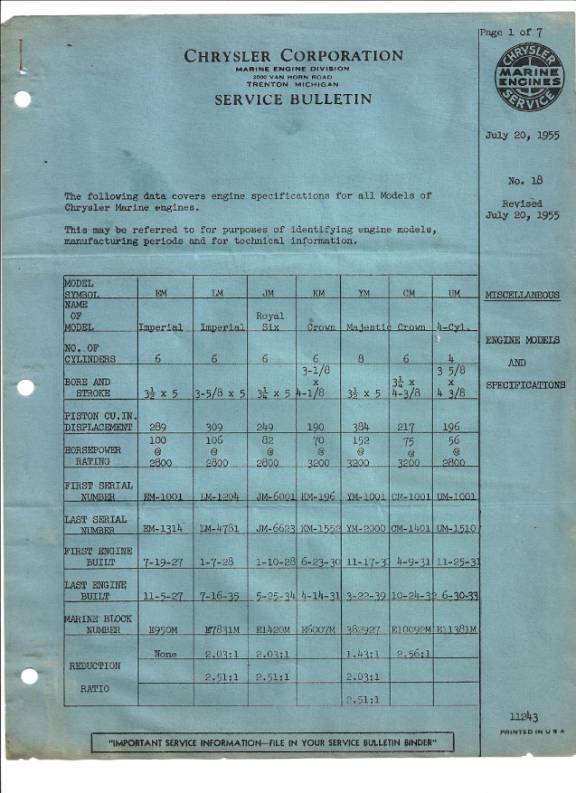 Page 1 of 7
CHRYSLER CORPORATION
MARINE ENGINE DIVISION
2000 VAN HORN ROAD
TRENTON MICHIGAN
SERVICE BULLETIN
CHRYSLER
MARINE
ENGINES
SERVICE
July 20, 1955
No. 18
Revised
July 20, 1955
The following data covers engine specifications for all Models of
Chrysler Marine engines.
This may be referred to for purposes of identifying engine models,
manufacturing periods and for technical information.
MISCELLANEOUS
ENGINE MODELS
AND
SPECIFICATIONS
MODEL
SYMBOL EM LM JM KM YM CM UM
NAME
OF Royal
MODEL Imperial Imperial Six Crown Majestic Crown 4-Cyl.
NO. OF
CYLINDERS 6 6 6 6 8 6 4
3-1/8 3 5/8
BORE AND x 3¼ x x
STROKE 3½ x 5 3-5/8 x 5 3¼ x 5 4-1/8 3½ x 5 4-3/8 4 3/8
PISTON CU.IN.
DISPLACEMENT 289 309 249 190 384 217 196
100 106 82 70 152 75 56
HORSEPOWER @ @ @ @ @ @ @
RATING 2800 2800 2800 3200 3200 3200 2800
FIRST SERIAL
NUMBER EM-1001 LM-1204 JM-6001 KM-196 YM-1001 CM-1001 UM-1001
LAST SERIAL
NUMBER EM-1314 LM-4781 JM-6623 KM-1552 YM-2000 CM-1401 UM-1510
FIRST ENGINE
BUILT 7-19-27 1-7-28 1-10-28 6-23-30 11-17-30 4-9-31 11-25-31
LAST ENGINE
BUILT 11-5-27 7-16-35 5-25-34 4-14-31 3-22-39 10-24-32 6-30-33
MARINE BLOCK
NUMBER E950M E7831M E1420M E6007M 382927 E10092M E11381M
None 2.03:1 2.03:1 1.43:1 2.56:1
REDUCTION 2.51:1 2.51:1 2.03:1
RATIO 2.51:1
11243
PRINTED IN U S A
"IMPORTANT SERVICE INFORMATION—FILE IN YOUR SERVICE BULLETIN BINDER"